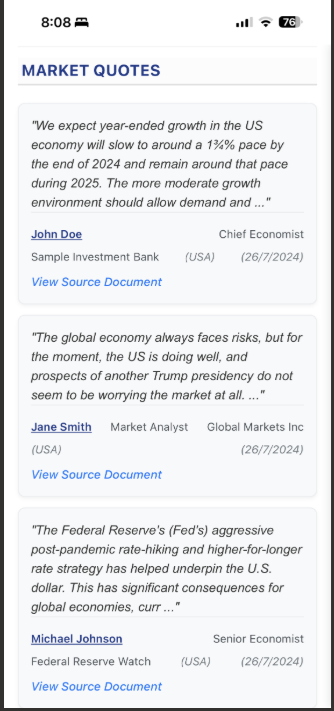 8:08
76
MARKET QUOTES
"We expect year-ended growth in the US
economy will slow to around a 1¾% pace by
the end of 2024 and remain around that pace
during 2025. The more moderate growth
environment should allow demand and ..."
John Doe Chief Economist
Sample Investment Bank (USA) (26/7/2024)
View Source Document
"The global economy always faces risks, but for
the moment, the US is doing well, and
prospects of another Trump presidency do not
seem to be worrying the market at all. ..."
Jane Smith Market Analyst Global Markets Inc
(USA) (26/7/2024)
View Source Document
"The Federal Reserve's (Fed's) aggressive
post-pandemic rate-hiking and higher-for-longer
rate strategy has helped underpin the U.S.
dollar. This has significant consequences for
global economies, curr ..."
Michael Johnson Senior Economist
Federal Reserve Watch (USA) (26/7/2024)
View Source Document